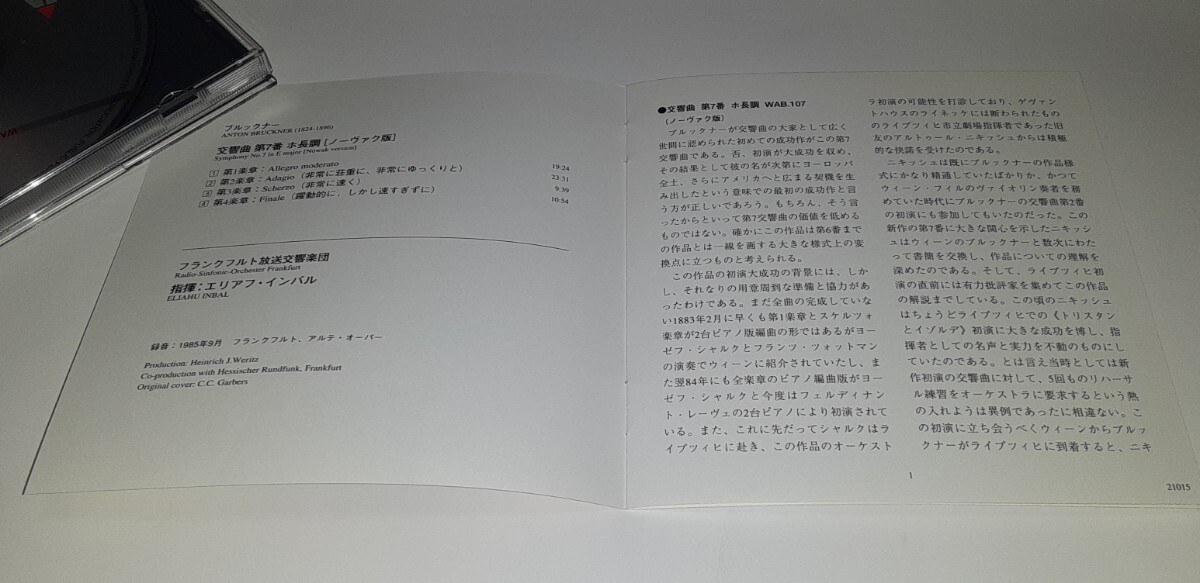 ブルックナー
ANTON BRUCKNER (1824-1896)
交響曲 第7番 ホ長調 [ノーヴァク版]
Symphony No.7 in E major (Nowak version)
1 第1楽章：Allegro moderato 19:24
2 第2楽章：Adagio (非常に荘重に、非常にゆっくりと) 23:31
3 第3楽章：Scherzo (非常に速く) 9:39
4 第4楽章：Finale (躍動的に、しかし速すぎずに) 10:54
フランクフルト放送交響楽団
Radio-Sinfonie-Orchester Frankfurt
指揮：エリアフ・インバル
ELIAHU INBAL
録音：1985年9月 フランクフルト、アルテ・オーパー
Production: Heinrich J.Weritz
Co-production with Hessischer Rundfunk, Frankfurt
Original cover: C.C. Garbers
●交響曲 第7番 ホ長調 WAB.107
(ノーヴァク版)
ブルックナーが交響曲の大家として広く
世間に認められた初めての成功作がこの第7
交響曲である。否、初演が大成功を収め、
その結果として彼の名が次第にヨーロッパ
全土、さらにアメリカへと広まる契機を生
み出したという意味での最初の成功作と言
う方が正しいであろう。もちろん、そう言
ったからといって第7交響曲の価値を低める
ものではない。確かにこの作品は第6番まで
の作品とは一線を画する大きな様式上の変
換点に立つものと考えられる。
この作品の初演大成功の背景には、しか
し、それなりの用意周到な準備と協力があ
ったわけである。まだ全曲の完成していな
い1883年2月に早くも第1楽章とスケルツォ
楽章が2台ピアノ版編曲の形ではあるがヨー
ゼフ・シャルクとフランツ・ツォットマン
の演奏でウィーンに紹介されていたし、ま
た翌84年にも全楽章のピアノ編曲版がヨー
ゼフ・シャルクと今度はフェルディナン
ト・レーヴェの2台ピアノにより初演されて
いる。また、これに先だってシャルクはラ
イプツィヒに赴き、この作品のオーケスト
ラ初演の可能性を打診しており、ゲヴァン
トハウスのライネッケには断わられたもの
のライプツィヒ市立劇場指揮者であった旧
友のアルトゥール・ニキッシュからは積極
的な快諾を受けたのである。
ニキッシュは既にブルックナーの作品様
式にかなり精通していたばかりか、かつて
ウィーン・フィルのヴァイオリン奏者を務
めていた時代にブルックナーの交響曲第2番
の初演にも参加してもいたのだった。この
新作の第7番に大きな関心を示したニキッシ
ュはウィーンのブルックナーと数次にわた
って書簡を交換し、作品についての理解を
深めたのである。そして、ライプツィヒ初
演の直前には有力批評家を集めてこの作品
の解説までしている。この頃のニキッシュ
はちょうどライプツィヒでの《トリスタン
とイゾルデ》初演に大きな成功を博し、指
揮者としての名声と実力を不動のものにし
ていたのである。とは言え当時としては新
作初演の交響曲に対して、5回ものリハーサ
ル練習をオーケストラに要求するという熱
の入れようは異例であったに相違ない。こ
の初演に立ち会うべくウィーンからブルッ
クナーがライプツィヒに到着すると、ニキ
1
21015